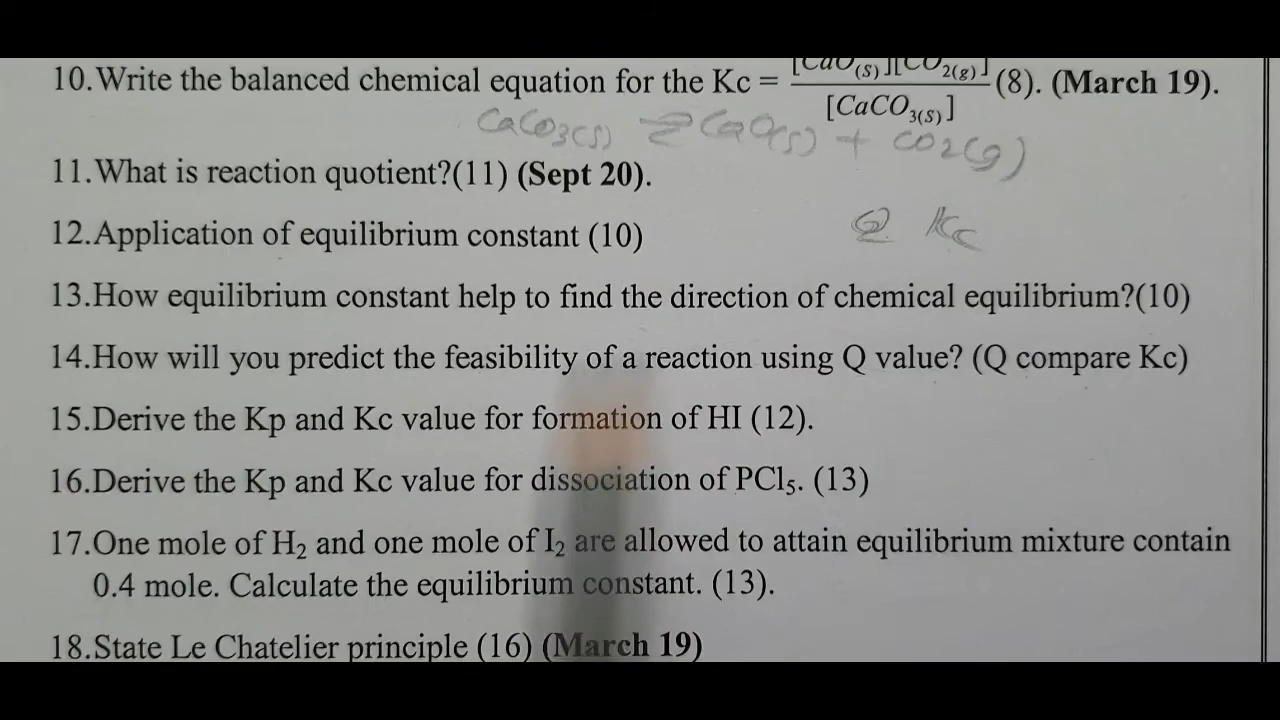 10. Write the balanced chemical equation for the Kc = [CaO(S)][CO2(g)] / [CaCO3(S)] (8). (March 19).
CaCO3(s) ⇌ CaO(s) + CO2(g)
11. What is reaction quotient?(11) (Sept 20).
12. Application of equilibrium constant (10)
Q Kc
13. How equilibrium constant help to find the direction of chemical equilibrium?(10)
14. How will you predict the feasibility of a reaction using Q value? (Q compare Kc)
15. Derive the Kp and Kc value for formation of HI (12).
16. Derive the Kp and Kc value for dissociation of PCl5. (13)
17. One mole of H2 and one mole of I2 are allowed to attain equilibrium mixture contain
0.4 mole. Calculate the equilibrium constant. (13).
18. State Le Chatelier principle (16) (March 19)